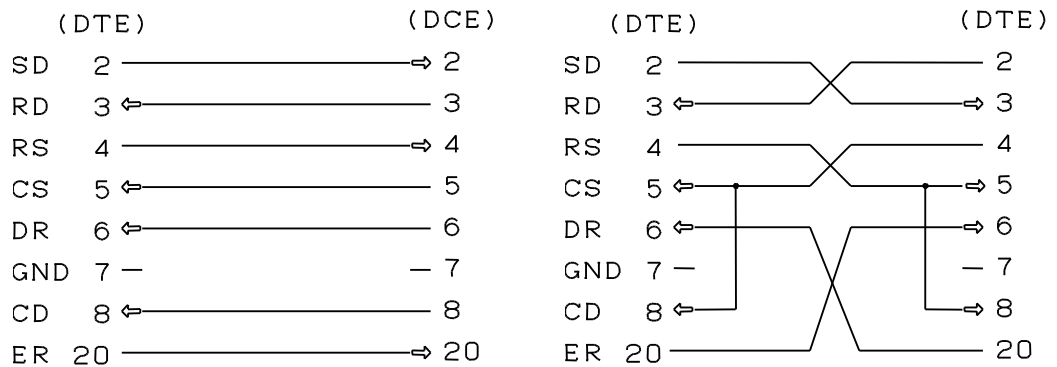 (DTE) (DCE) (DTE) (DTE)
SD 2 2 SD 2 2
RD 3 3 RD 3 3
RS 4 4 RS 4 4
CS 5 5 CS 5 5
DR 6 6 DR 6 6
GND 7 7 GND 7 7
CD 8 8 CD 8 8
ER 20 20 ER 20 20